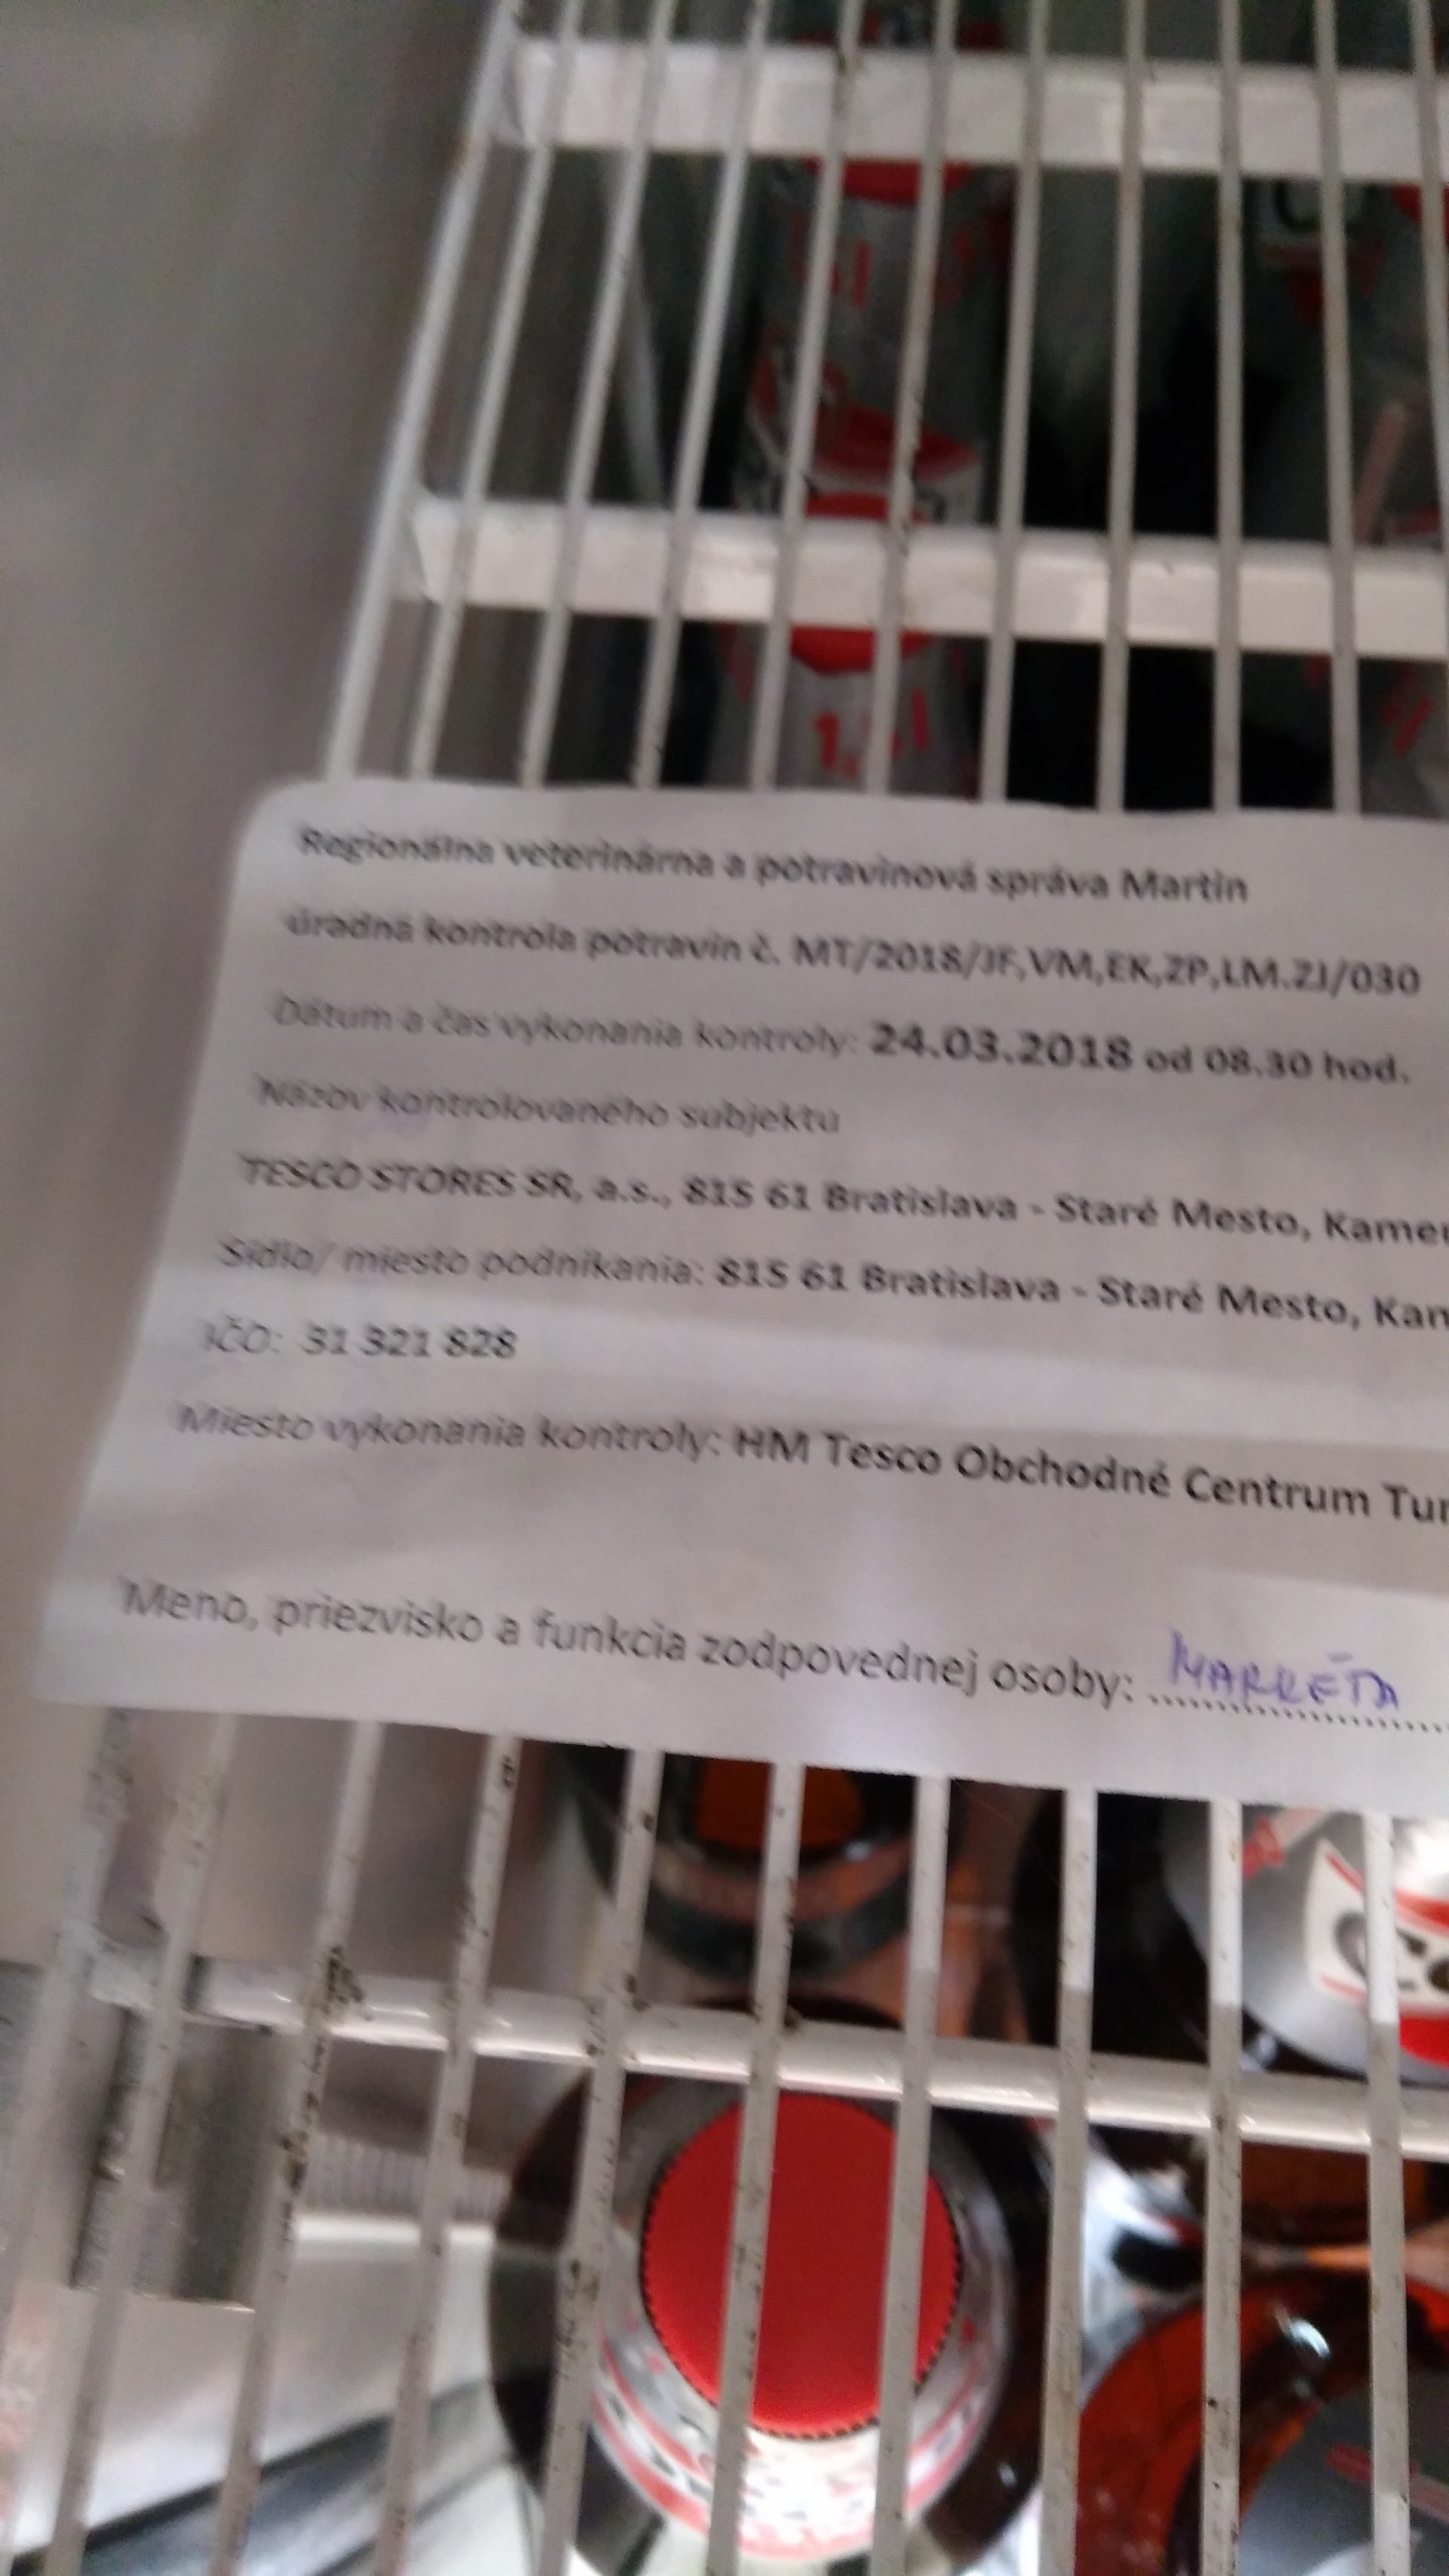 Regionálna veterinárna a potravinová správa Martin
úradná kontrola potravín č. MT/2018/JF,VM,EK,ZP,LM.ZJ/030
Dátum a čas vykonania kontroly: 24.03.2018 od 08.30 hod.
Názov kontrolovaného subjektu
TESCO STORES SR, a.s., 815 61 Bratislava - Staré Mesto,
Sídlo/ miesto podnikania: 815 61 Bratislava - Staré Mesto,
IČO: 31 321 828
Miesto vykonania kontroly: HM Tesco Obchodné Centrum
Meno, priezvisko a funkcia zodpovednej osoby: